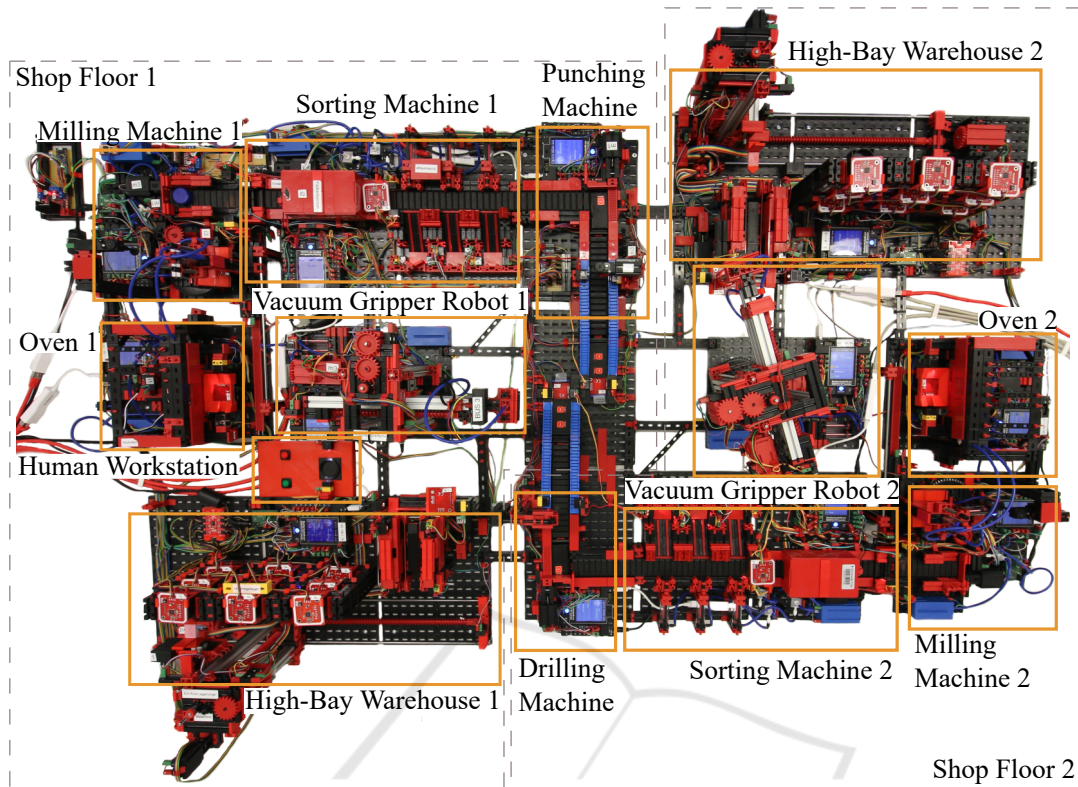 Shop Floor 1
Milling Machine 1
Sorting Machine 1
Punching
Machine
High-Bay Warehouse 2
Vacuum Gripper Robot 1
Oven 1
Oven 2
BUS 3
Human Workstation
Vacuum Gripper Robot 2
High-Bay Warehouse 1
Drilling
Machine
Sorting Machine 2
Milling
Machine 2
Shop Floor 2